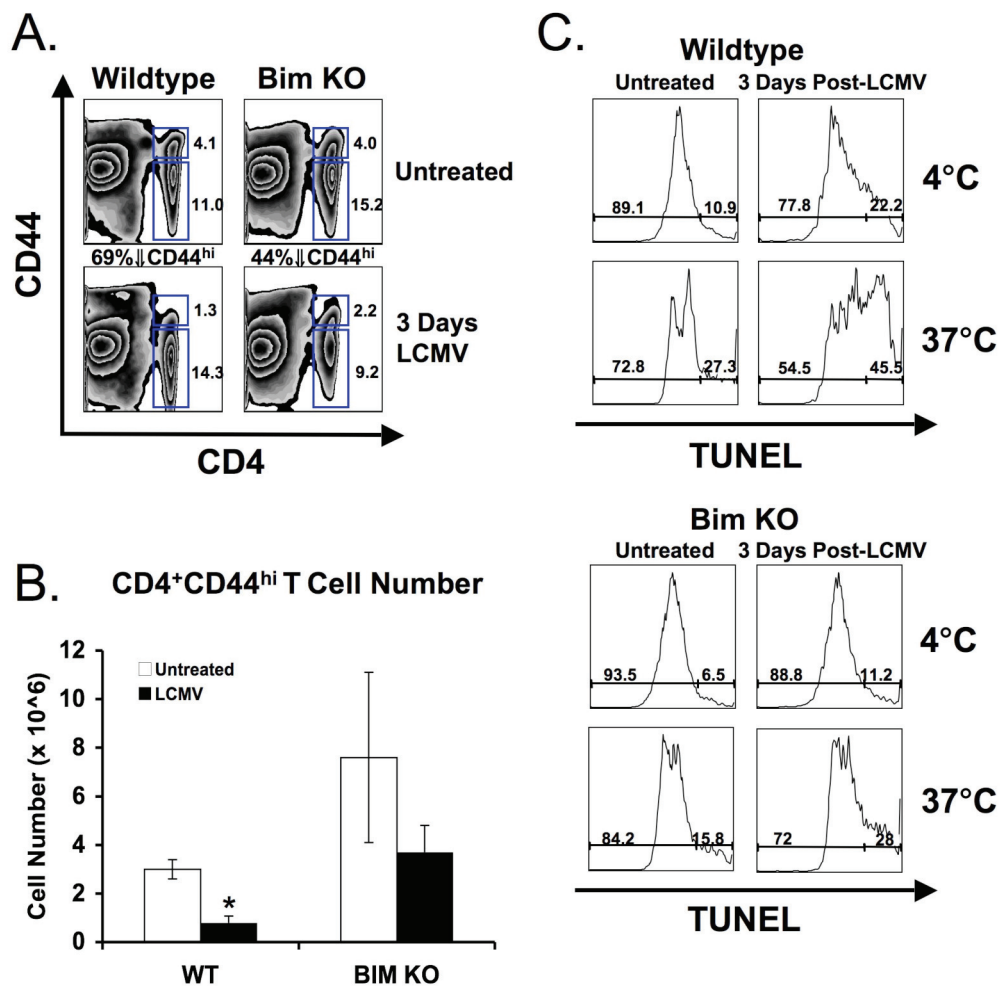 A.
Wildtype
Bim KO
4.1
11.0
4.0
15.2
Untreated
69%⇓CD44hi
44%⇓CD44hi
1.3
14.3
2.2
9.2
3 Days
LCMV
CD44
CD4
B.
CD4+CD44hi T Cell Number
Cell Number (x 10^6)
12
10
8
6
4
2
0
Untreated
LCMV
*
WT
BIM KO
C.
Wildtype
Untreated
3 Days Post-LCMV
89.1
10.9
77.8
22.2
4°C
72.8
27.3
54.5
45.5
37°C
TUNEL
Bim KO
Untreated
3 Days Post-LCMV
93.5
6.5
88.8
11.2
4°C
84.2
15.8
72
28
37°C
TUNEL